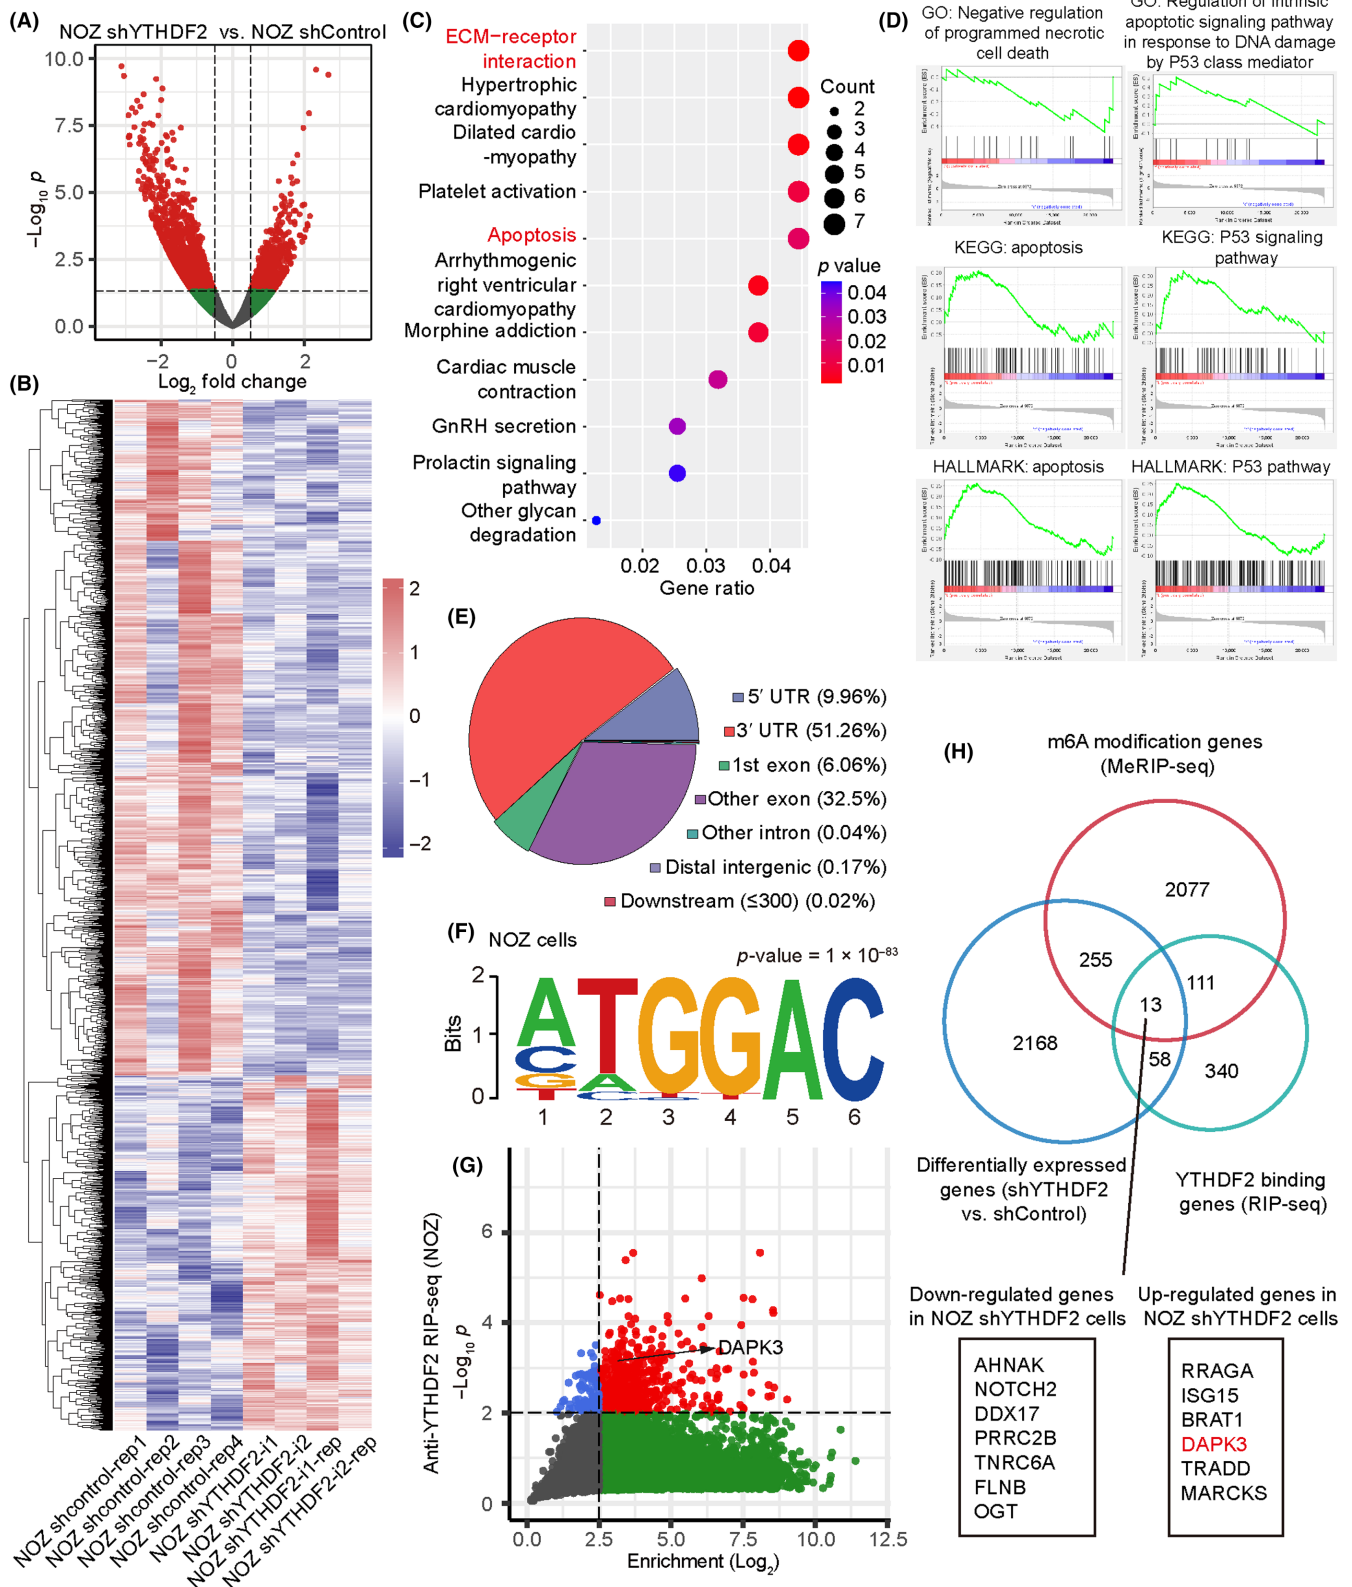 (A)
NOZ shYTHDF2 vs. NOZ shControl
10.0
7.5
5.0
2.5
0.0
−Log10 p
−2
0
2
Log2 fold change
(B)
2
1
0
−1
−2
NOZ shcontrol-rep1
NOZ shcontrol-rep2
NOZ shcontrol-rep3
NOZ shcontrol-rep4
NOZ shYTHDF2-i1
NOZ shYTHDF2-i2
NOZ shYTHDF2-i1-rep
NOZ shYTHDF2-i2-rep
(C)
ECM−receptor
interaction
Hypertrophic
cardiomyopathy
Dilated cardio
-myopathy
Platelet activation
Apoptosis
Arrhythmogenic
right ventricular
cardiomyopathy
Morphine addiction
Cardiac muscle
contraction
GnRH secretion
Prolactin signaling
pathway
Other glycan
degradation
0.02
0.03
0.04
Gene ratio
Count
2
3
4
5
6
7
p value
0.04
0.03
0.02
0.01
(D)
GO: Negative regulation
of programmed necrotic
cell death
GO: Regulation of intrinsic
apoptotic signaling pathway
in response to DNA damage
by P53 class mediator
KEGG: apoptosis
KEGG: P53 signaling
pathway
HALLMARK: apoptosis
HALLMARK: P53 pathway
(E)
5′ UTR (9.96%)
3′ UTR (51.26%)
1st exon (6.06%)
Other exon (32.5%)
Other intron (0.04%)
Distal intergenic (0.17%)
Downstream (≤300) (0.02%)
(F)
NOZ cells
p-value = 1 × 10−83
2
1
0
Bits
ATGGAC
1
2
3
4
5
6
(G)
Anti-YTHDF2 RIP-seq (NOZ)
−Log10 p
6
4
2
0
DAPK3
0.0
2.5
5.0
7.5
10.0
12.5
Enrichment (Log2)
(H)
m6A modification genes
(MeRIP-seq)
2077
255
111
13
2168
58
340
Differentially expressed
genes (shYTHDF2
vs. shControl)
YTHDF2 binding
genes (RIP-seq)
Down-regulated genes
in NOZ shYTHDF2 cells
AHNAK
NOTCH2
DDX17
PRRC2B
TNRC6A
FLNB
OGT
Up-regulated genes in
NOZ shYTHDF2 cells
RRAGA
ISG15
BRAT1
DAPK3
TRADD
MARCKS